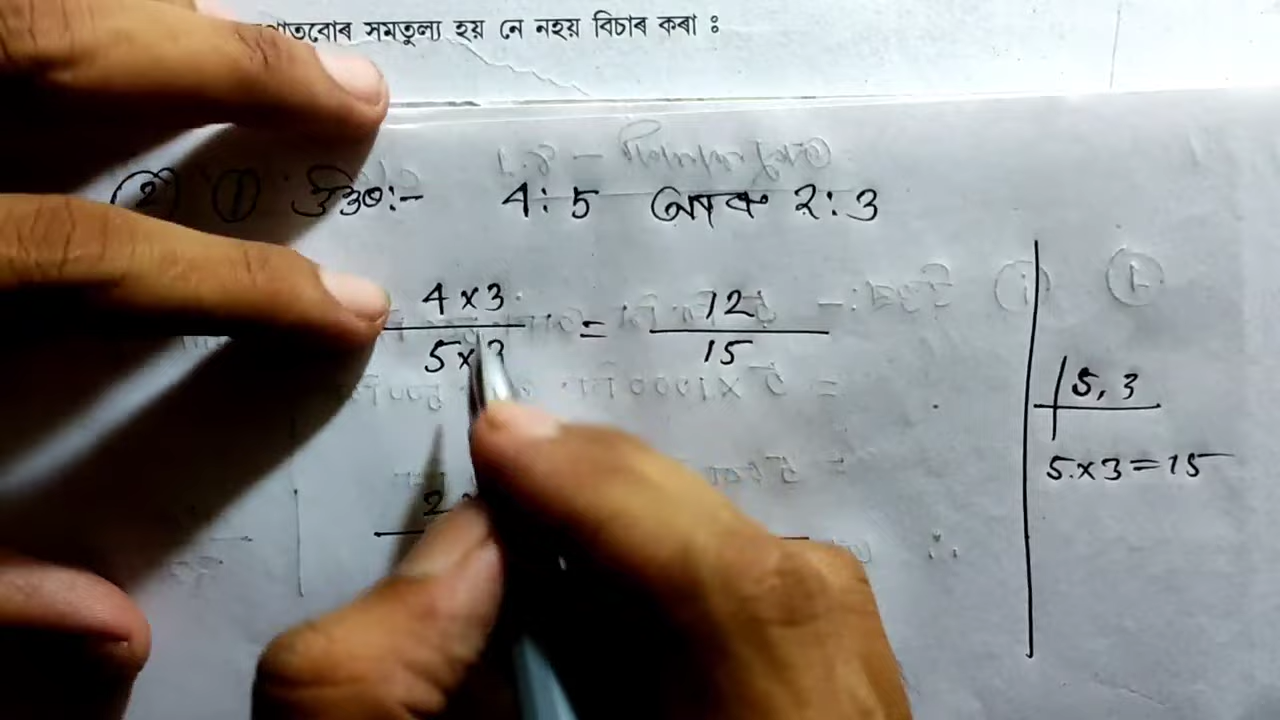 সমতুল্য হয় নে নহয় বিচাৰ কৰা :
(২) (i) উত্তৰ:- 4 : 5 আৰু 2 : 3
4 × 3 / 5 × 3 = 12 / 15
5, 3
5 × 3 = 15
2